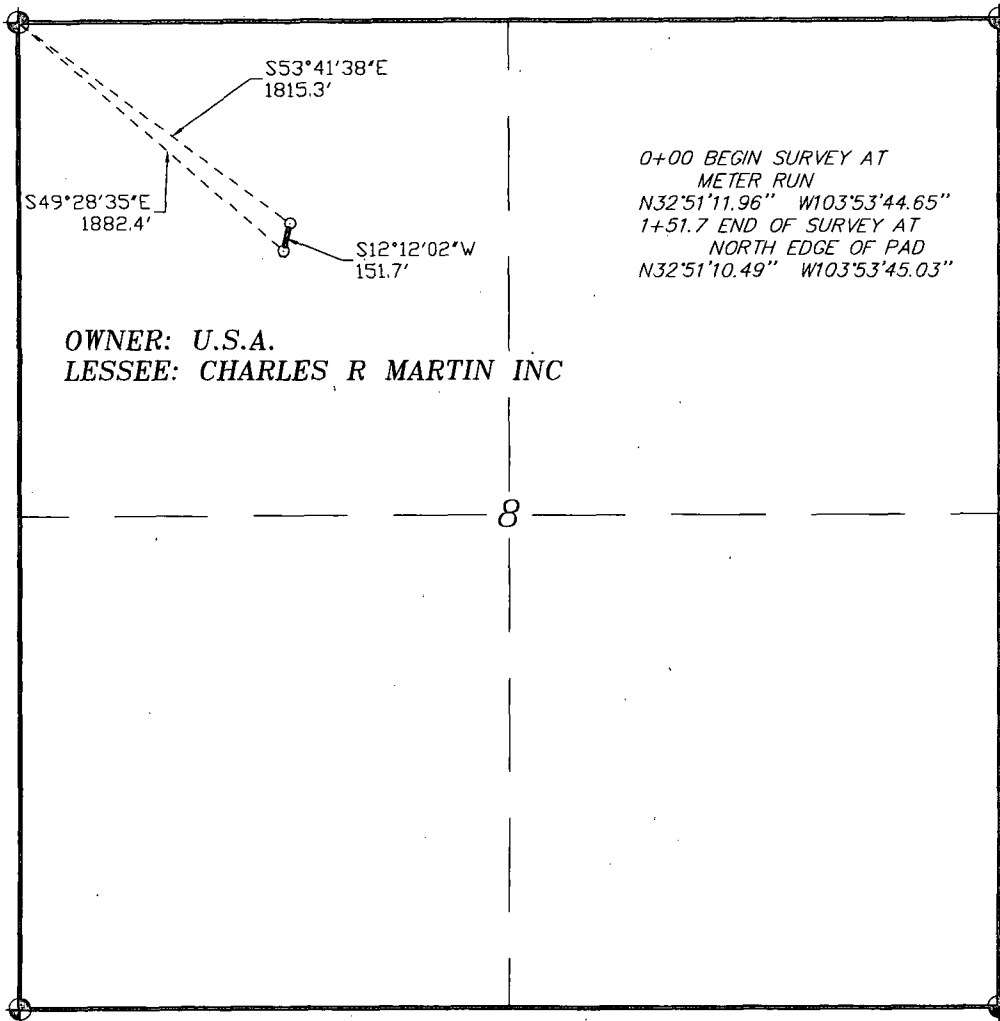 S53°41'38"E
1815.3'
0+00 BEGIN SURVEY AT
METER RUN
N32°51'11.96" W103°53'44.65"
1+51.7 END OF SURVEY AT
NORTH EDGE OF PAD
N32°51'10.49" W103°53'45.03"
S49°28'35"E
1882.4'
S12°12'02"W
151.7'
OWNER: U.S.A.
LESSEE: CHARLES R MARTIN INC
8